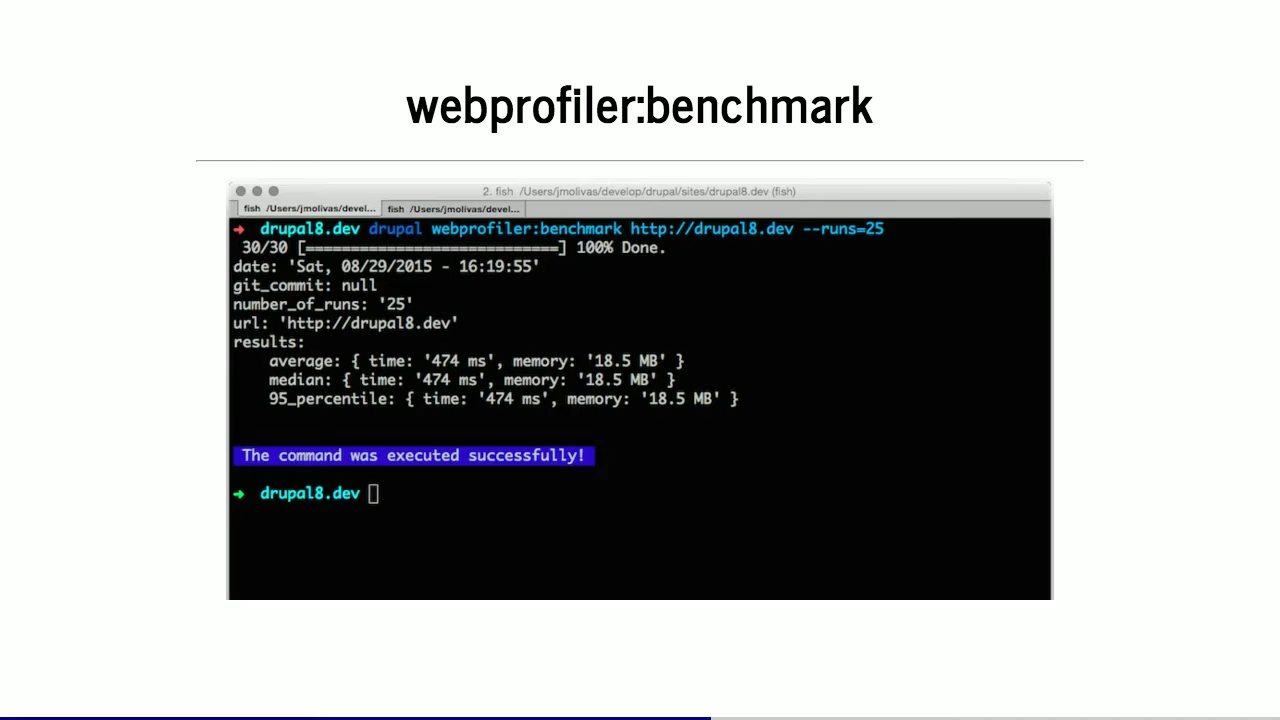 webprofiler:benchmark
2. fish /Users/jmolivas/develop/drupal/sites/drupal8.dev (fish)
fish /Users/jmolivas/devel... fish /Users/jmolivas/devel...
➜ drupal8.dev drupal webprofiler:benchmark http://drupal8.dev --runs=25
30/30 [============================] 100% Done.
date: 'Sat, 08/29/2015 - 16:19:55'
git_commit: null
number_of_runs: '25'
url: 'http://drupal8.dev'
results:
average: { time: '474 ms', memory: '18.5 MB' }
median: { time: '474 ms', memory: '18.5 MB' }
95_percentile: { time: '474 ms', memory: '18.5 MB' }
The command was executed successfully!
➜ drupal8.dev